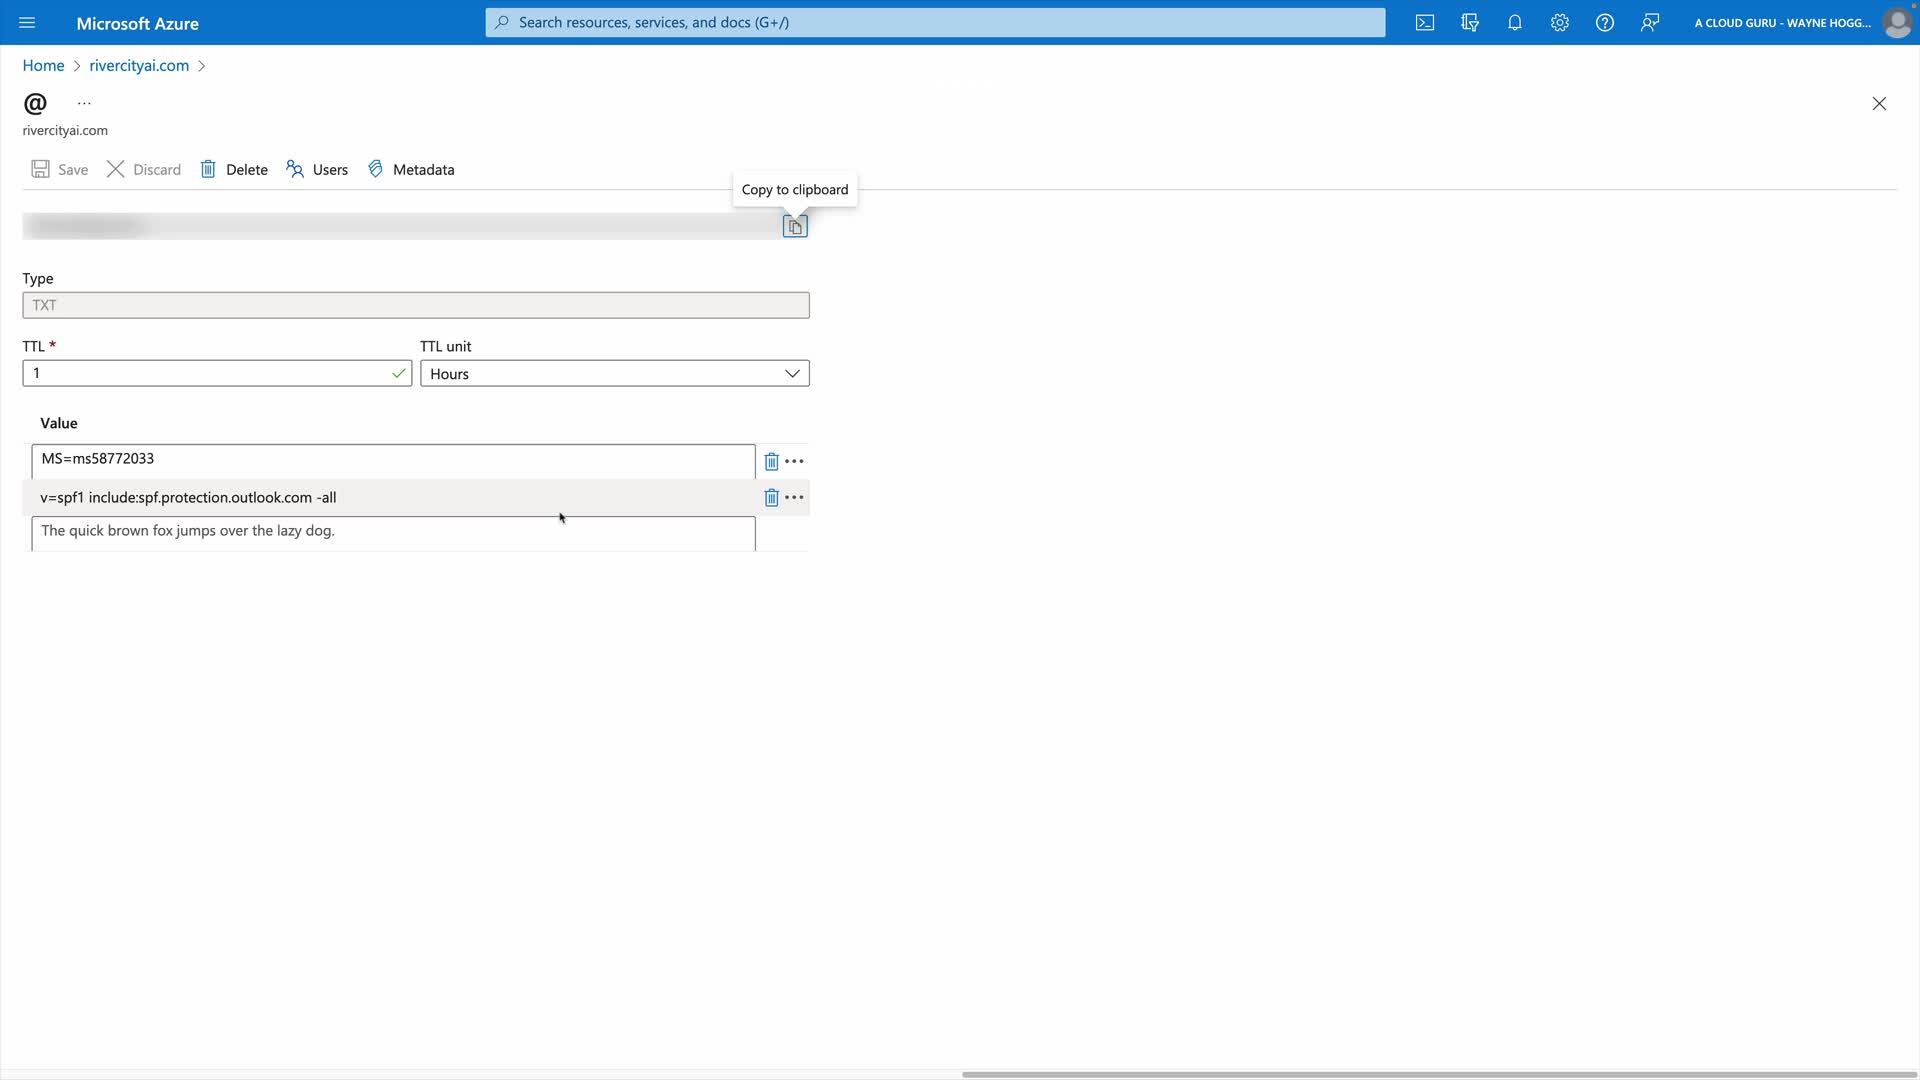 Microsoft Azure
Search resources, services, and docs (G+/)
A CLOUD GURU - WAYNE HOGG...
Home > rivercityai.com >
@ ...
rivercityai.com
Save Discard Delete Users Metadata
Copy to clipboard
Type
TXT
TTL *
TTL unit
1
Hours
Value
MS=ms58772033
v=spf1 include:spf.protection.outlook.com -all
The quick brown fox jumps over the lazy dog.